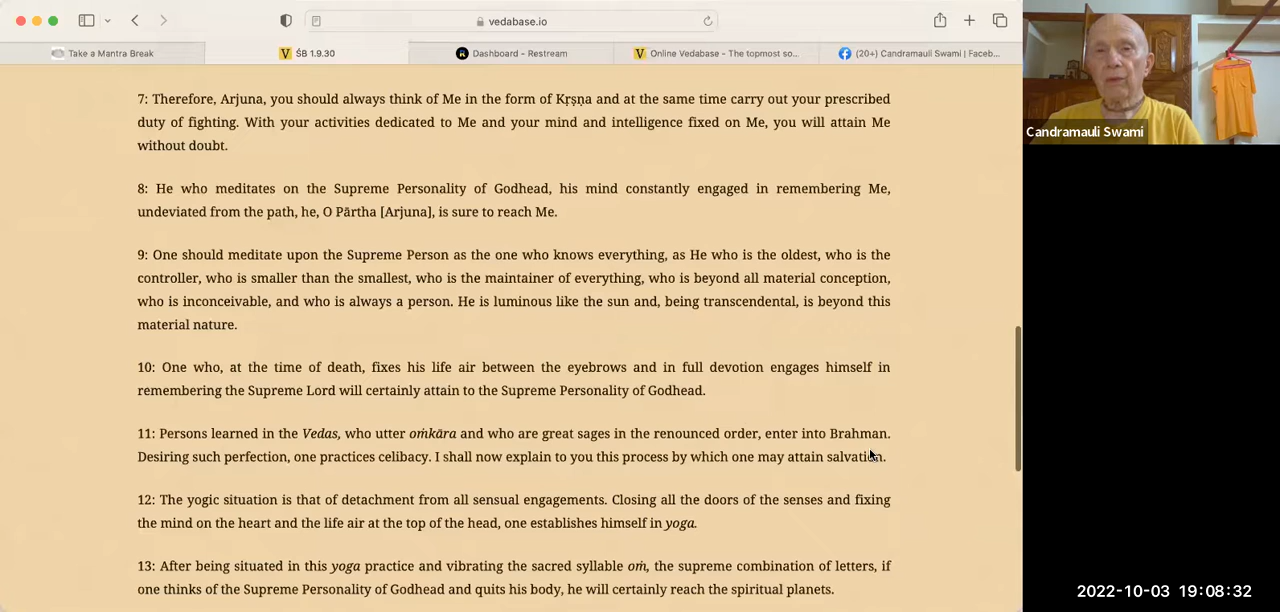 vedabase.io
Take a Mantra Break
V ŚB 1.9.30
Dashboard – Restream
V Online Vedabase – The topmost so...
(20+) Candramauli Swami | Faceb...
7: Therefore, Arjuna, you should always think of Me in the form of Kṛṣṇa and at the same time carry out your prescribed
duty of fighting. With your activities dedicated to Me and your mind and intelligence fixed on Me, you will attain Me
without doubt.
8: He who meditates on the Supreme Personality of Godhead, his mind constantly engaged in remembering Me,
undeviated from the path, he, O Pārtha [Arjuna], is sure to reach Me.
9: One should meditate upon the Supreme Person as the one who knows everything, as He who is the oldest, who is the
controller, who is smaller than the smallest, who is the maintainer of everything, who is beyond all material conception,
who is inconceivable, and who is always a person. He is luminous like the sun and, being transcendental, is beyond this
material nature.
10: One who, at the time of death, fixes his life air between the eyebrows and in full devotion engages himself in
remembering the Supreme Lord will certainly attain to the Supreme Personality of Godhead.
11: Persons learned in the Vedas, who utter oṁkāra and who are great sages in the renounced order, enter into Brahman.
Desiring such perfection, one practices celibacy. I shall now explain to you this process by which one may attain salvation.
12: The yogic situation is that of detachment from all sensual engagements. Closing all the doors of the senses and fixing
the mind on the heart and the life air at the top of the head, one establishes himself in yoga.
13: After being situated in this yoga practice and vibrating the sacred syllable oṁ, the supreme combination of letters, if
one thinks of the Supreme Personality of Godhead and quits his body, he will certainly reach the spiritual planets.
Candramauli Swami
2022-10-03 19:08:32